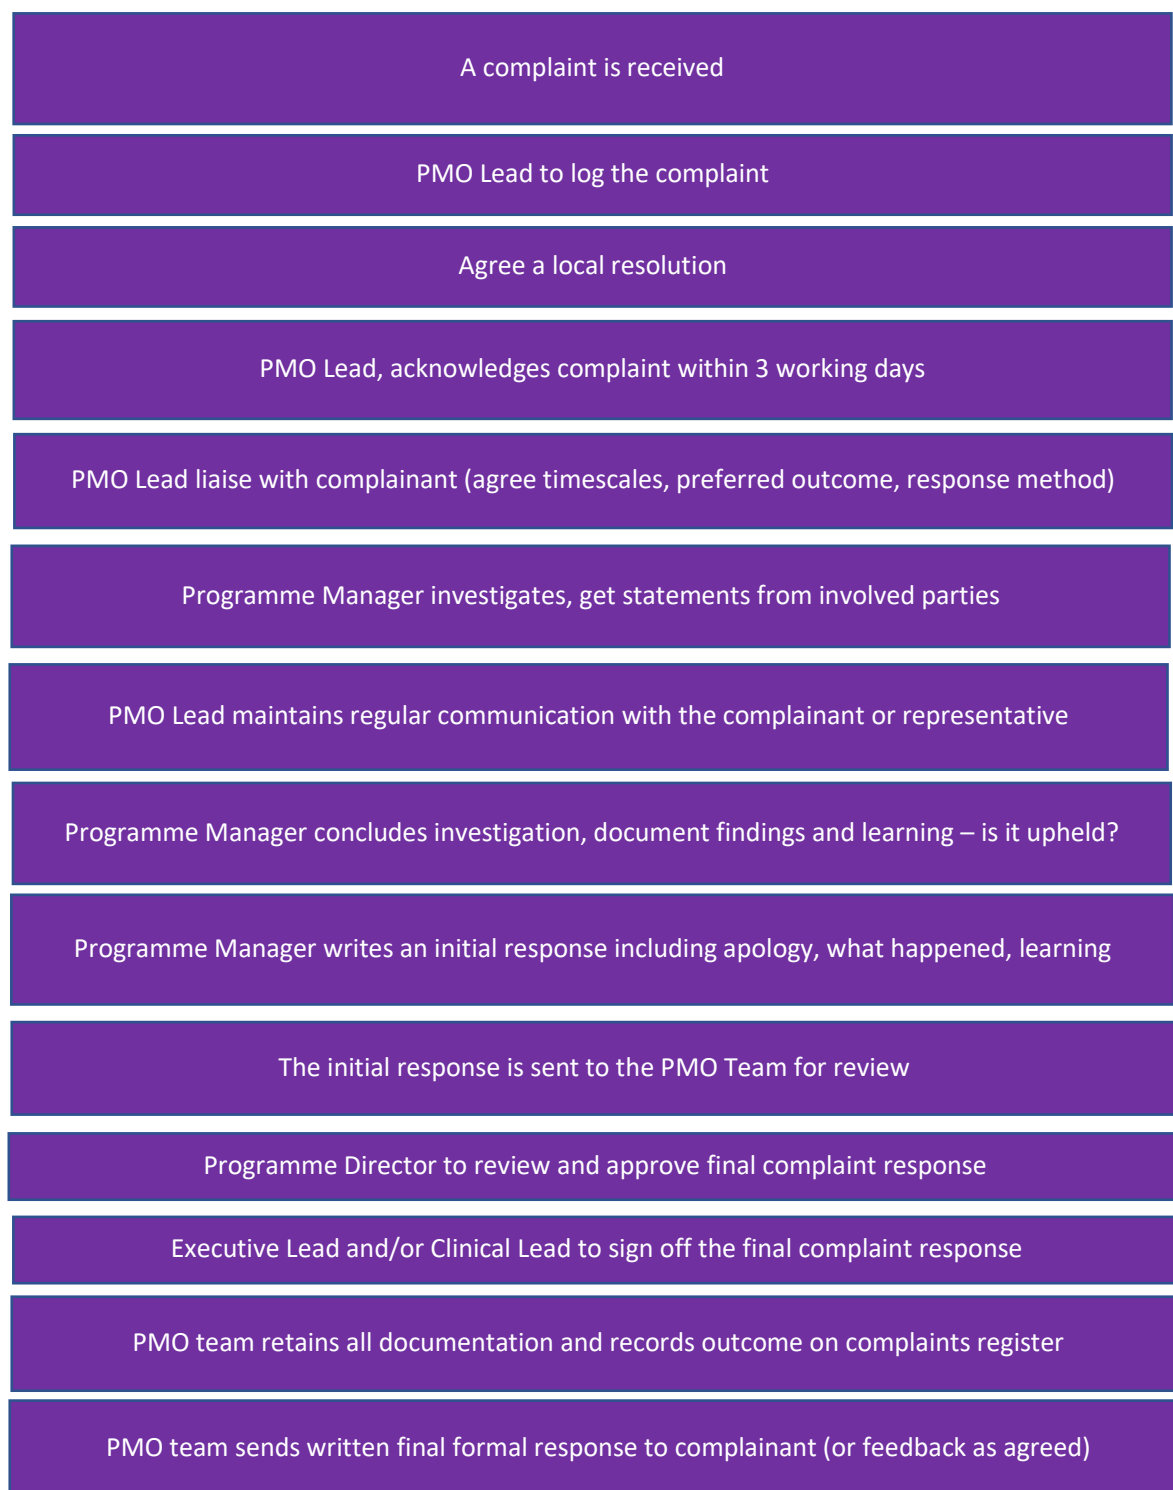 A complaint is received
PMO Lead to log the complaint
Agree a local resolution
PMO Lead, acknowledges complaint within 3 working days
PMO Lead liaise with complainant (agree timescales, preferred outcome, response method)
Programme Manager investigates, get statements from involved parties
PMO Lead maintains regular communication with the complainant or representative
Programme Manager concludes investigation, document findings and learning – is it upheld?
Programme Manager writes an initial response including apology, what happened, learning
The initial response is sent to the PMO Team for review
Programme Director to review and approve final complaint response
Executive Lead and/or Clinical Lead to sign off the final complaint response
PMO team retains all documentation and records outcome on complaints register
PMO team sends written final formal response to complainant (or feedback as agreed)